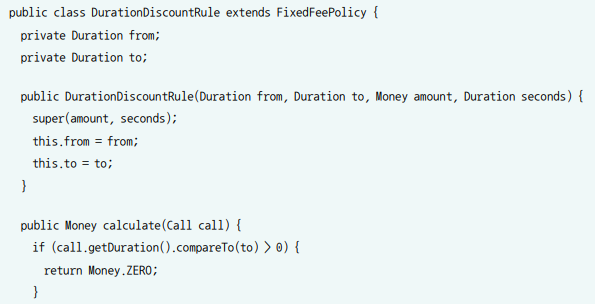 public class DurationDiscountRule extends FixedFeePolicy {
private Duration from;
private Duration to;
public DurationDiscountRule(Duration from, Duration to, Money amount, Duration seconds) {
super(amount, seconds);
this.from = from;
this.to = to;
}
public Money calculate(Call call) {
if (call.getDuration().compareTo(to) > 0) {
return Money.ZERO;
}